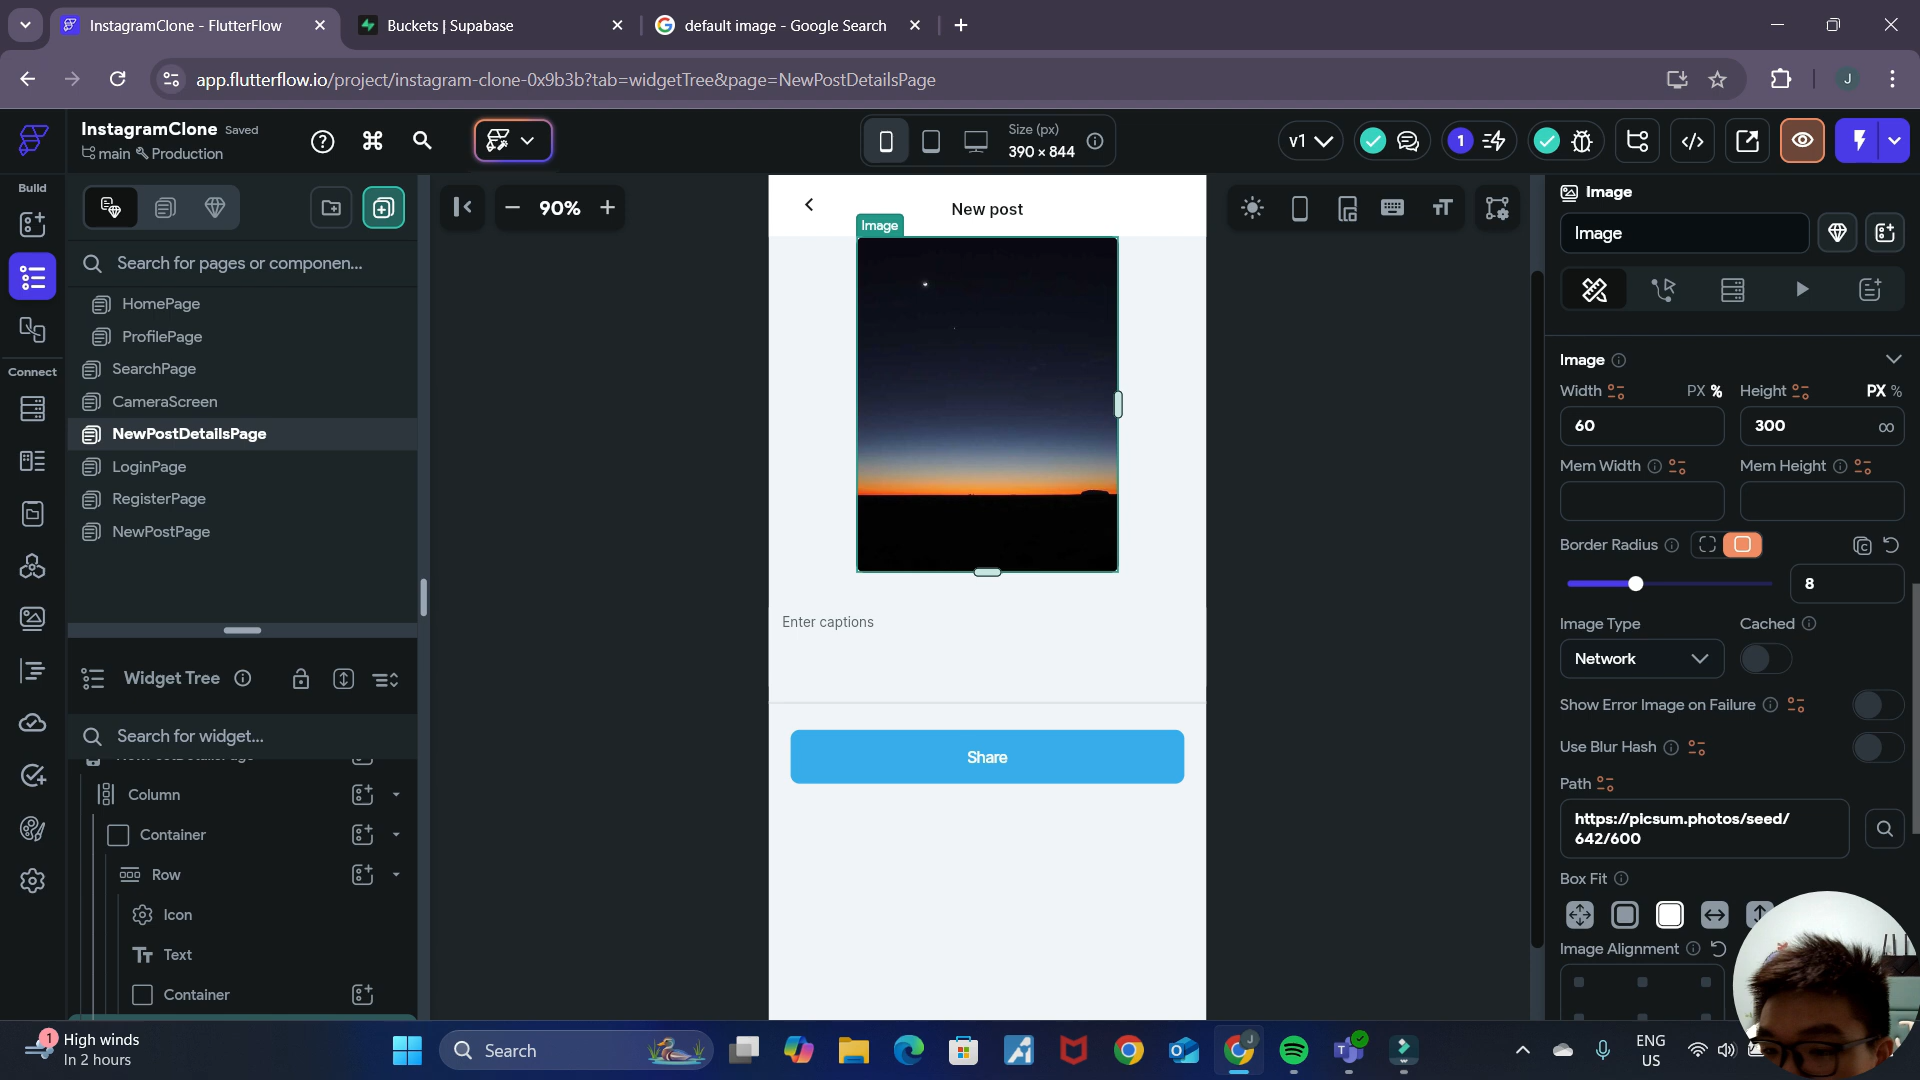 InstagramClone - FlutterFlow
Buckets | Supabase
default image - Google Search
app.flutterflow.io/project/instagram-clone-0x9b3b?tab=widgetTree&page=NewPostDetailsPage
J
InstagramClone Saved
main Production
Size (px)
390 × 844
v1
1
Build
90%
New post
Image
Image
Image
Search for pages or componen...
HomePage
ProfilePage
SearchPage
CameraScreen
NewPostDetailsPage
LoginPage
RegisterPage
NewPostPage
Connect
Widget Tree
Search for widget...
Column
Container
Row
Icon
Text
Container
Enter captions
Share
Image
Width PX % Height PX %
60 300
Mem Width Mem Height
Border Radius
8
Image Type Cached
Network
Show Error Image on Failure
Use Blur Hash
Path
https://picsum.photos/seed/
642/600
Box Fit
Image Alignment
1
High winds
In 2 hours
Search
ENG
US